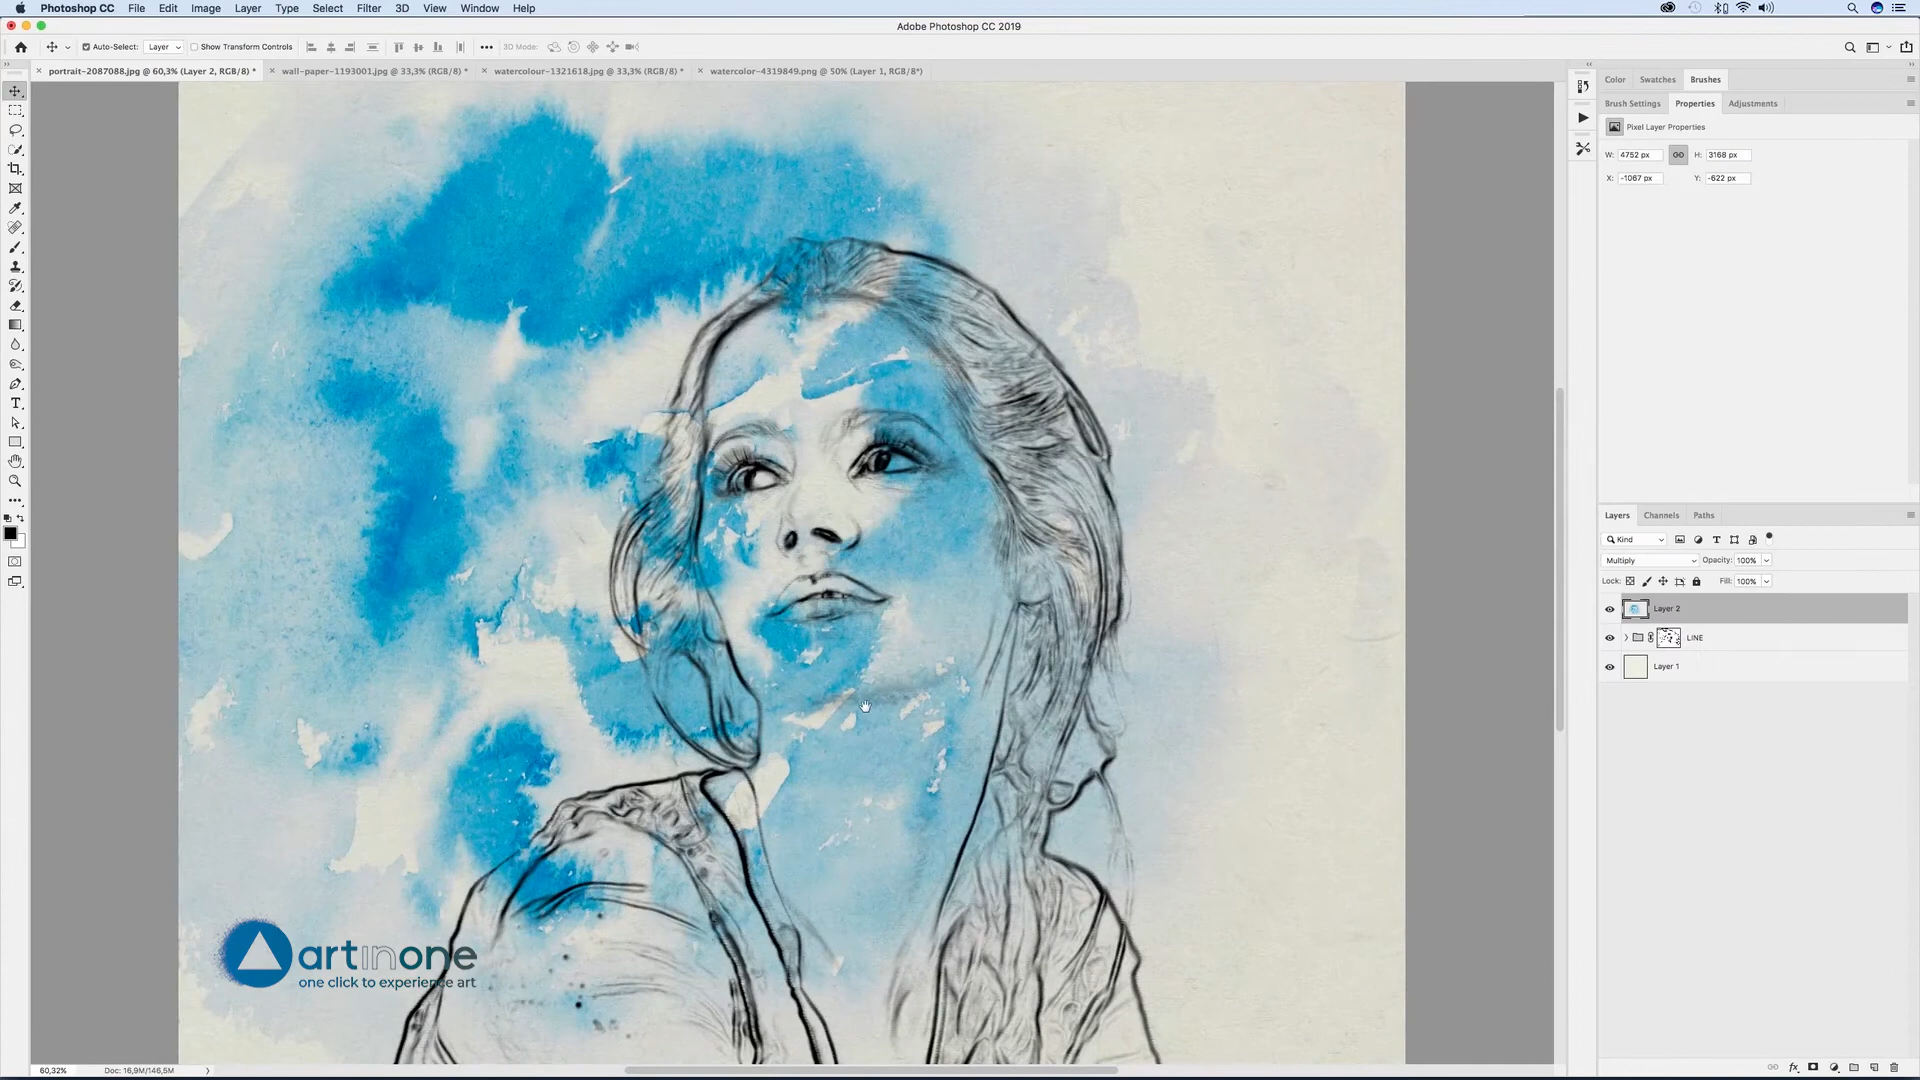 Photoshop CC File Edit Image Layer Type Select Filter 3D View Window Help
Adobe Photoshop CC 2019
Auto-Select: Layer Show Transform Controls 3D Mode:
portrait-2087088.jpg @ 60,3% (Layer 2, RGB/8) * wall-paper-1193001.jpg @ 33,3% (RGB/8) * watercolour-1321618.jpg @ 33,3% (RGB/8) * watercolor-4319849.png @ 50% (Layer 1, RGB/8*)
Color Swatches Brushes
Brush Settings Properties Adjustments
Pixel Layer Properties
W: 4752 px H: 3168 px
X: -1067 px Y: -622 px
Layers Channels Paths
Kind
Multiply Opacity: 100%
Lock: Fill: 100%
Layer 2
LINE
Layer 1
artinone
one click to experience art
60,32% Doc: 16,9M/146,5M